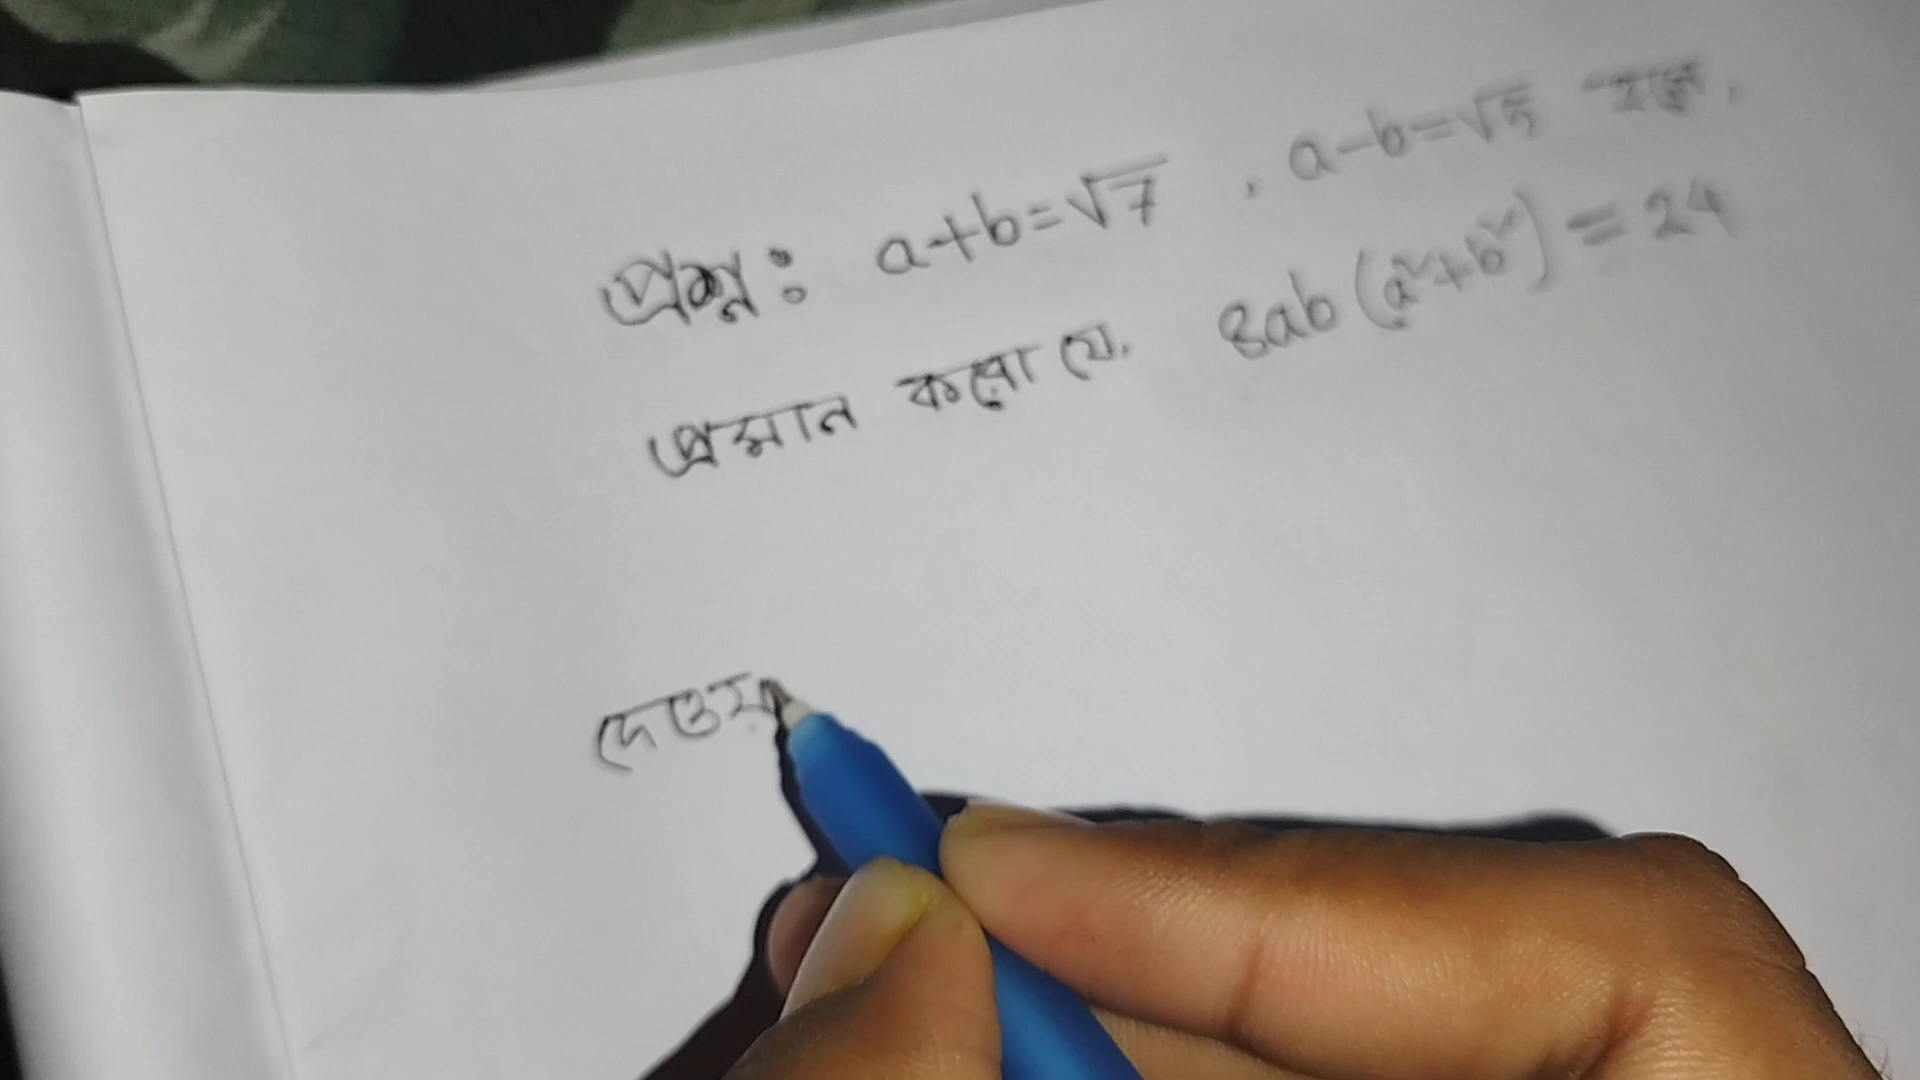 প্রশ্ন: a+b=√7 , a-b=√5 হলে,
প্রমান করো যে, 8ab(a²+b²) = 24
দেওয়া